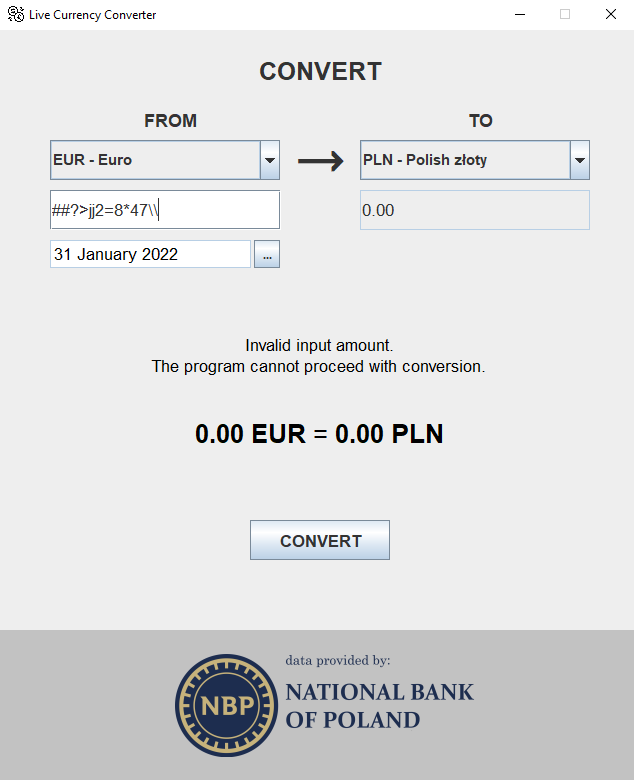 Live Currency Converter
CONVERT
FROM
TO
EUR - Euro
PLN - Polish złoty
##?>jj2=8*47\\
0.00
31 January 2022
...
Invalid input amount.
The program cannot proceed with conversion.
0.00 EUR = 0.00 PLN
CONVERT
NBP
data provided by:
NATIONAL BANK
OF POLAND